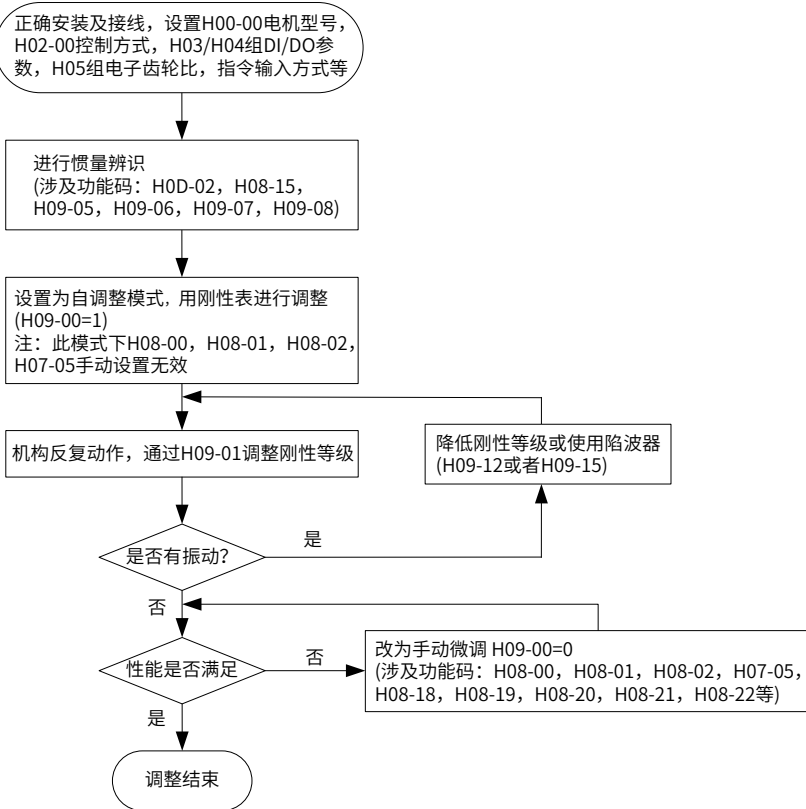 正确安装及接线，设置H00-00电机型号，
H02-00控制方式，H03/H04组DI/DO参
数，H05组电子齿轮比，指令输入方式等
进行惯量辨识
(涉及功能码：H0D-02，H08-15，
H09-05，H09-06，H09-07，H09-08)
设置为自调整模式, 用刚性表进行调整
(H09-00=1)
注：此模式下H08-00，H08-01，H08-02，
H07-05手动设置无效
机构反复动作，通过H09-01调整刚性等级
降低刚性等级或使用陷波器
(H09-12或者H09-15)
是否有振动？
是
否
性能是否满足
否
改为手动微调 H09-00=0
(涉及功能码：H08-00，H08-01，H08-02，H07-05，
H08-18，H08-19，H08-20，H08-21，H08-22等)
是
调整结束